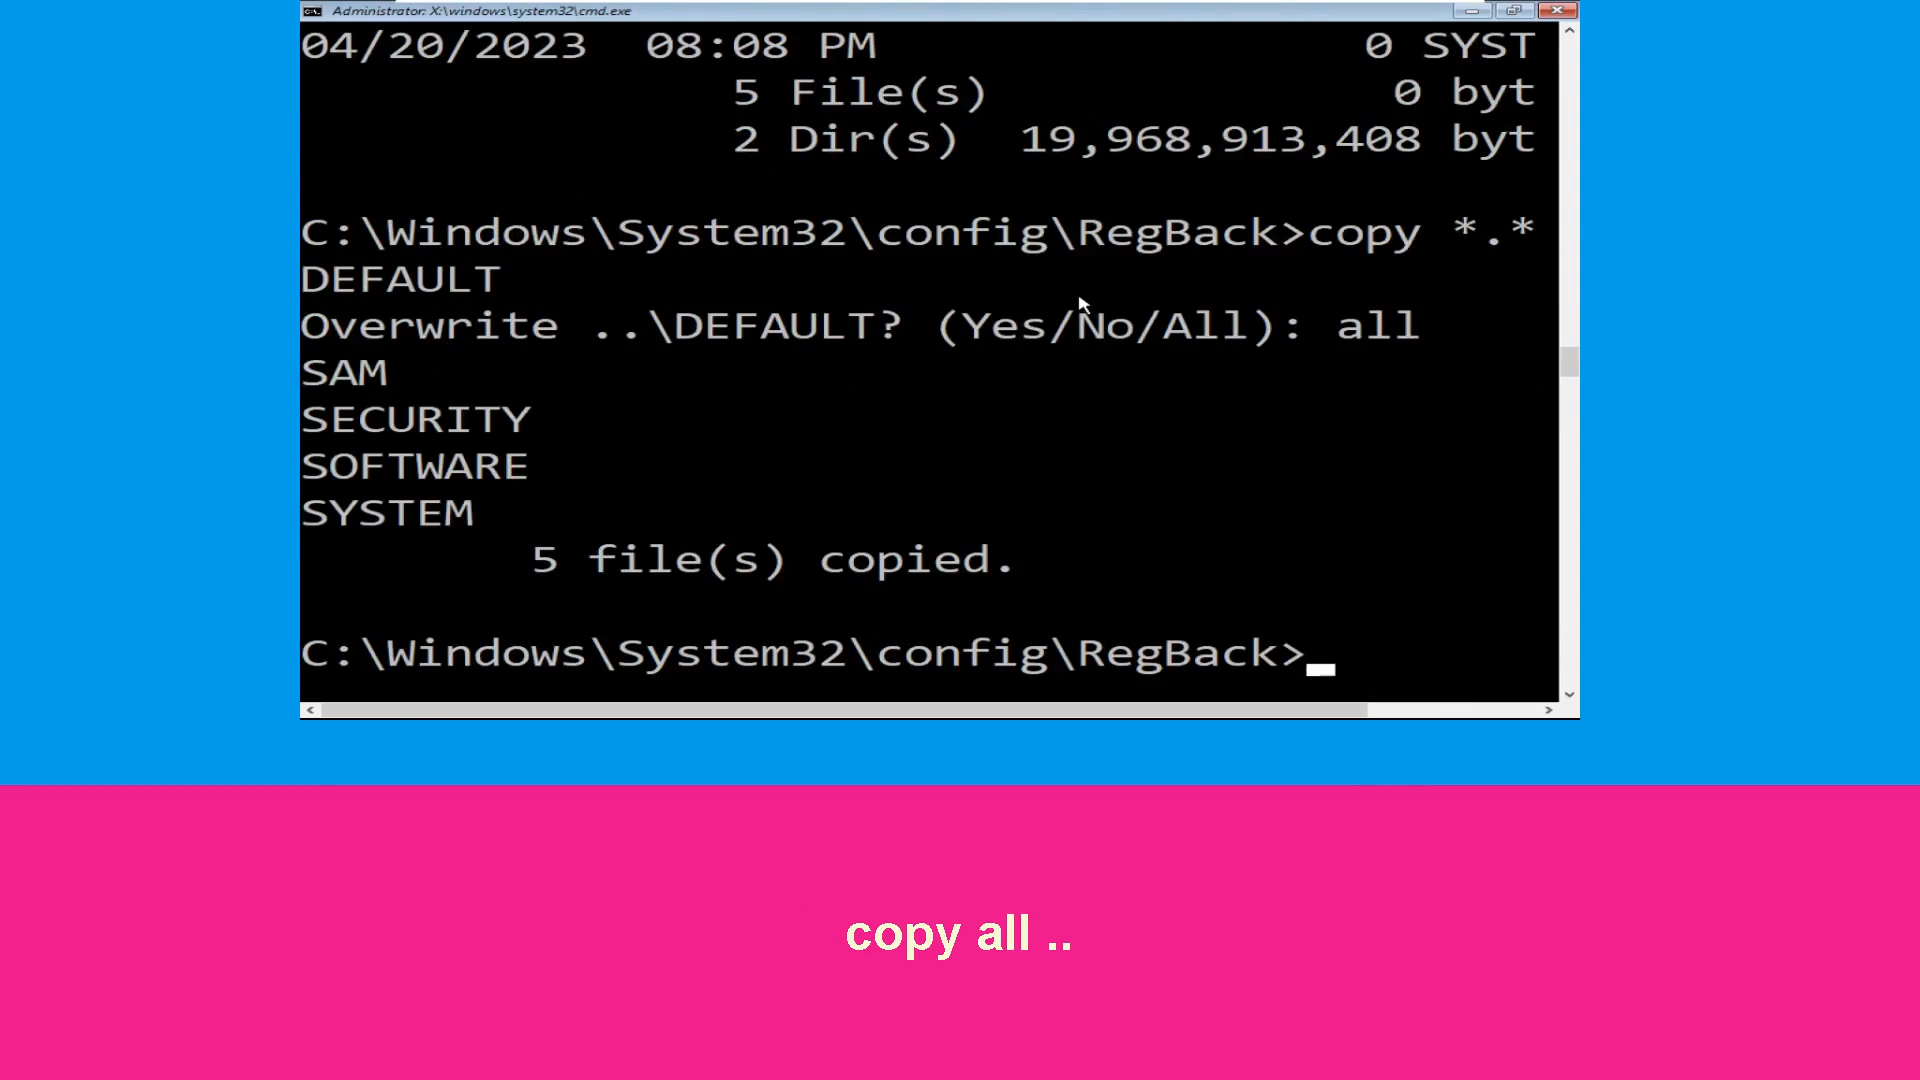 Administrator: X:\windows\system32\cmd.exe
04/20/2023  08:08 PM                 0 SYST
5 File(s)              0 byt
2 Dir(s)  19,968,913,408 byt
C:\Windows\System32\config\RegBack>copy *.*
DEFAULT
Overwrite ..\DEFAULT? (Yes/No/All): all
SAM
SECURITY
SOFTWARE
SYSTEM
5 file(s) copied.
C:\Windows\System32\config\RegBack>
copy all ..